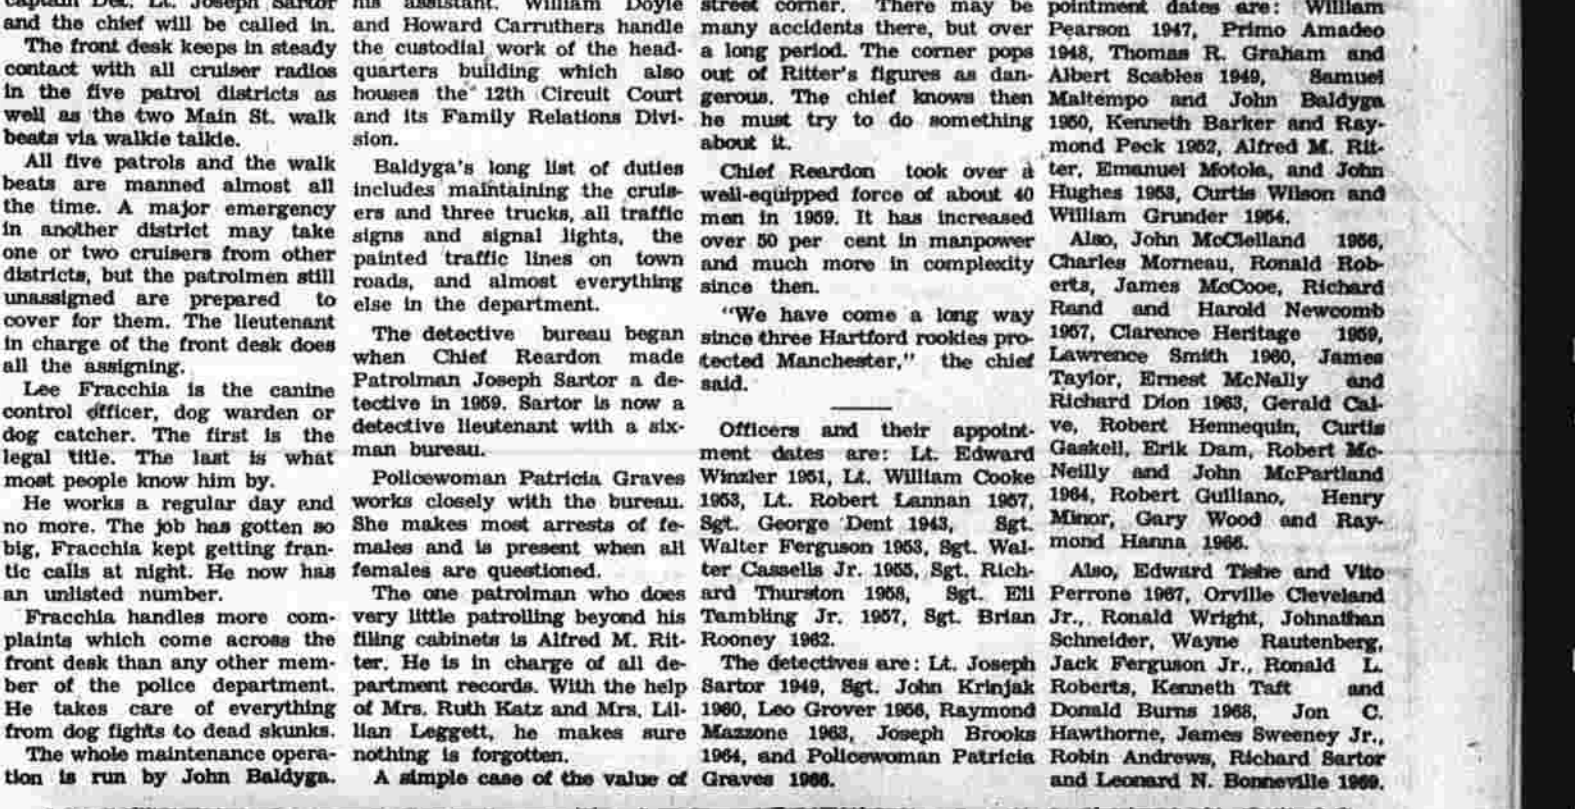 captain Det. Lt. Joseph Sartor
and the chief will be called in.
The front desk keeps in steady
contact with all cruiser radios
in the five patrol districts as
well as the two Main St. walk
beats via walkie talkie.
All five patrols and the walk
beats are manned almost all
the time. A major emergency
in another district may take
one or two cruisers from other
districts, but the patrolmen still
unassigned are prepared to
cover for them. The lieutenant
in charge of the front desk does
all the assigning.
Lee Fracchia is the canine
control officer, dog warden or
dog catcher. The first is the
legal title. The last is what
most people know him by.
He works a regular day and
no more. The job has gotten so
big, Fracchia kept getting fran-
tic calls at night. He now has
an unlisted number.
Fracchia handles more com-
plaints which come across the
front desk than any other mem-
ber of the police department.
He takes care of everything
from dog fights to dead skunks.
The whole maintenance opera-
tion is run by John Baldyga.
his assistant. William Doyle
and Howard Carruthers handle
the custodial work of the head-
quarters building which also
houses the 12th Circuit Court
and its Family Relations Divi-
sion.
Baldyga's long list of duties
includes maintaining the cruis-
ers and three trucks, all traffic
signs and signal lights, the
painted traffic lines on town
roads, and almost everything
else in the department.
The detective bureau began
when Chief Reardon made
Patrolman Joseph Sartor a de-
tective in 1959. Sartor is now a
detective lieutenant with a six-
man bureau.
Policewoman Patricia Graves
works closely with the bureau.
She makes most arrests of fe-
males and is present when all
females are questioned.
The one patrolman who does
very little patrolling beyond his
filing cabinets is Alfred M. Rit-
ter. He is in charge of all de-
partment records. With the help
of Mrs. Ruth Katz and Mrs. Lil-
lian Leggett, he makes sure
nothing is forgotten.
A simple case of the value of
street corner. There may be
many accidents there, but over
a long period. The corner pops
out of Ritter's figures as dan-
gerous. The chief knows then
he must try to do something
about it.
Chief Reardon took over a
well-equipped force of about 40
men in 1959. It has increased
over 50 per cent in manpower
and much more in complexity
since then.
"We have come a long way
since three Hartford rookies pro-
tected Manchester," the chief
said.
Officers and their appoint-
ment dates are: Lt. Edward
Winzler 1951, Lt. William Cooke
1953, Lt. Robert Lannan 1957,
Sgt. George Dent 1943, Sgt.
Walter Ferguson 1953, Sgt. Wal-
ter Cassells Jr. 1955, Sgt. Rich-
ard Thurston 1958, Sgt. Eli
Tambling Jr. 1957, Sgt. Brian
Rooney 1962.
The detectives are: Lt. Joseph
Sartor 1949, Sgt. John Krinjak
1960, Leo Grover 1956, Raymond
Mazzone 1963, Joseph Brooks
1964, and Policewoman Patricia
Graves 1966.
pointment dates are: William
Pearson 1947, Primo Amadeo
1948, Thomas R. Graham and
Albert Scabies 1949, Samuel
Maltempo and John Baldyga
1950, Kenneth Barker and Ray-
mond Peck 1952, Alfred M. Rit-
ter, Emanuel Motola, and John
Hughes 1953, Curtis Wilson and
William Grunder 1954.
Also, John McClelland 1956,
Charles Morneau, Ronald Rob-
erts, James McCooe, Richard
Rand and Harold Newcomb
1957, Clarence Heritage 1959,
Lawrence Smith 1960, James
Taylor, Ernest McNally and
Richard Dion 1963, Gerald Cal-
ve, Robert Hennequin, Curtis
Gaskell, Erik Dam, Robert Mc-
Neilly and John McPartland
1964, Robert Guliano, Henry
Minor, Gary Wood and Ray-
mond Hanna 1966.
Also, Edward Tighe and Vito
Perrone 1967, Orville Cleveland
Jr., Ronald Wright, Johnathan
Schneider, Wayne Rautenberg,
Jack Ferguson Jr., Ronald L.
Roberts, Kenneth Taft and
Donald Burns 1968, Jon C.
Hawthorne, James Sweeney Jr.,
Robin Andrews, Richard Sartor
and Leonard N. Bonneville 1969.